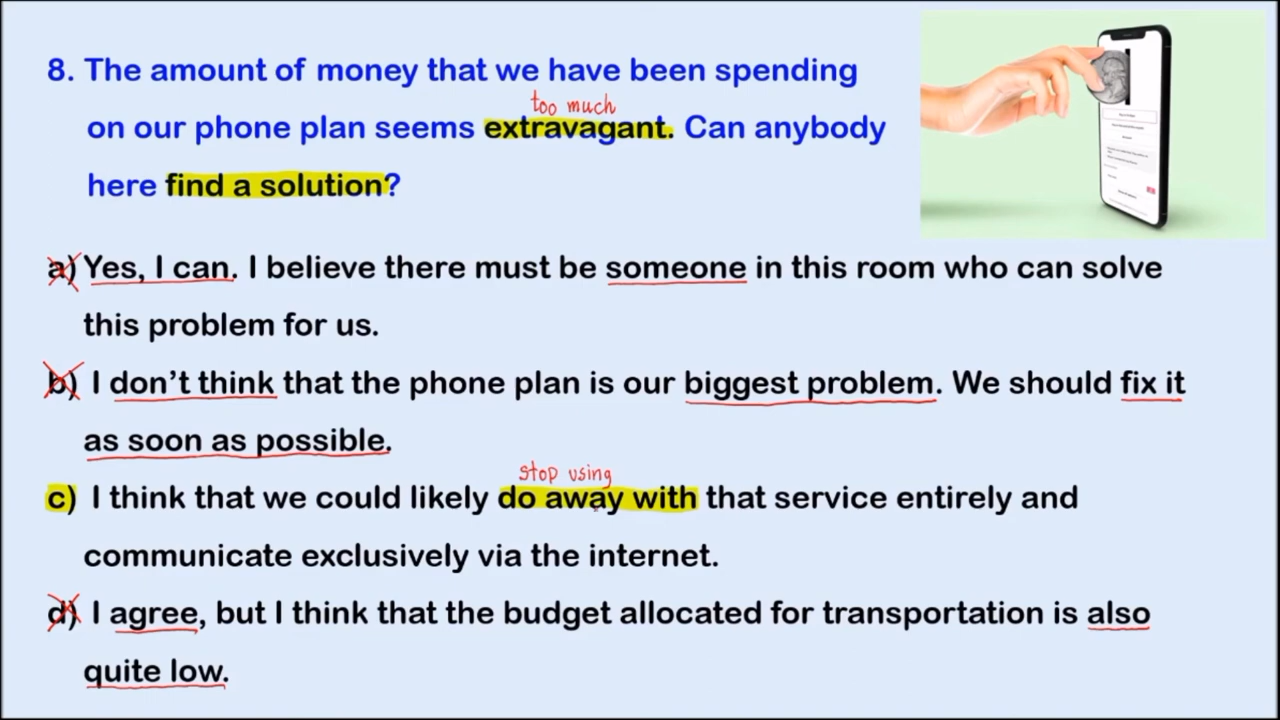 8. The amount of money that we have been spending
too much
on our phone plan seems extravagant. Can anybody
here find a solution?
a) Yes, I can. I believe there must be someone in this room who can solve
this problem for us.
b) I don't think that the phone plan is our biggest problem. We should fix it
as soon as possible.
stop using
c) I think that we could likely do away with that service entirely and
communicate exclusively via the internet.
d) I agree, but I think that the budget allocated for transportation is also
quite low.